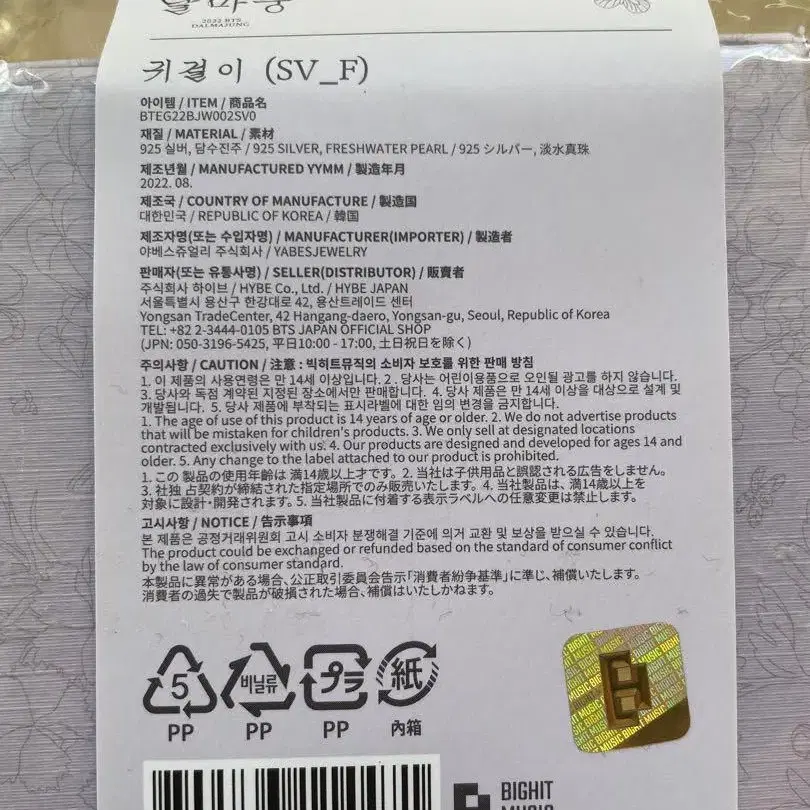 달마중
2022 BTS
DALMAJUNG
귀걸이 (SV_F)
아이템 / ITEM / 商品名
BTEG22BJW002SV0
재질 / MATERIAL / 素材
925 실버, 담수진주 / 925 SILVER, FRESHWATER PEARL / 925 シルバー, 淡水真珠
제조년월 / MANUFACTURED YYMM / 製造年月
2022. 08.
제조국 / COUNTRY OF MANUFACTURE / 製造国
대한민국 / REPUBLIC OF KOREA / 韓国
제조자명(또는 수입자명) / MANUFACTURER(IMPORTER) / 製造者
야베스쥬얼리 주식회사 / YABESJEWELRY
판매자(또는 유통사명) / SELLER(DISTRIBUTOR) / 販賣者
주식회사 하이브 / HYBE Co., Ltd. / HYBE JAPAN
서울특별시 용산구 한강대로 42, 용산트레이드 센터
Yongsan TradeCenter, 42 Hangang-daero, Yongsan-gu, Seoul, Republic of Korea
TEL: +82 2-3444-0105 BTS JAPAN OFFICIAL SHOP
(JPN: 050-3196-5425, 平日10:00 - 17:00, 土日祝日を除く)
주의사항 / CAUTION / 注意 : 빅히트뮤직의 소비자 보호를 위한 판매 방침
1. 이 제품의 사용연령은 만 14세 이상입니다. 2 . 당사는 어린이용품으로 오인될 광고를 하지 않습니다.
3. 당사와 독점 계약된 지정된 장소에서만 판매합니다. 4. 당사 제품은 만 14세 이상을 대상으로 설계 및
개발됩니다. 5. 당사 제품에 부착되는 표시라벨에 대한 임의 변경을 금지합니다.
1. The age of use of this product is 14 years of age or older. 2. We do not advertise products
that will be mistaken for children's products. 3. We only sell at designated locations
contracted exclusively with us. 4. Our products are designed and developed for ages 14 and
older. 5. Any change to the label attached to our product is prohibited.
1. この 製品の使用年齢は 満14歳以上才です。2. 当社は子供用品と誤認される広告をしません。
3. 社独 占契約が締結された指定場所でのみ販売いたします。4. 当社製品は、満14歳以上を
対象に設計・開発されます。5. 当社製品に付着する表示ラベルへの任意変更は禁止します。
고시사항 / NOTICE / 告示事項
본 제품은 공정거래위원회 고시 소비자 분쟁해결 기준에 의거 교환 및 보상을 받으실 수 있습니다.
The product could be exchanged or refunded based on the standard of consumer conflict
by the law of consumer standard.
本製品に異常がある場合、公正取引委員会告示「消費者紛争基準」に準じ、補償いたします。
消費者の過失で製品が破損された場合、補償はいたしかねます。
5 비닐류 プラ 紙
PP PP PP 內箱
BIGHIT MUSIC
BIGHIT
MUSIC